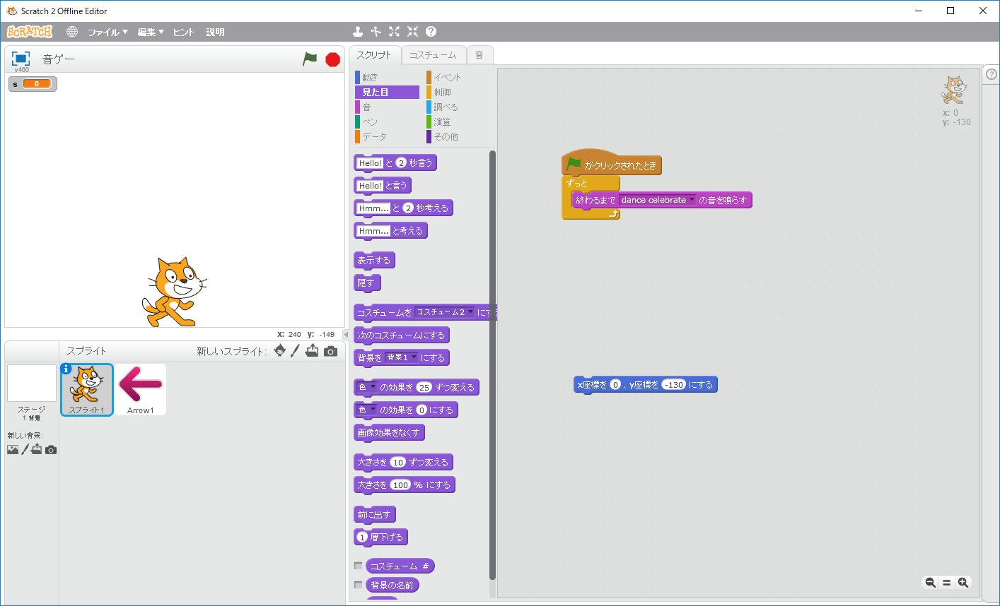 Scratch 2 Offline Editor
SCRATCH ファイル 編集 ヒント 説明
v460 音ゲー
s 0
x: 240 y: -149
スプライト 新しいスプライト:
ステージ
1 背景
新しい背景:
スプライト1
Arrow1
スクリプト コスチューム 音
動き イベント
見た目 制御
音 調べる
ペン 演算
データ その他
Hello! と 2 秒言う
Hello! と言う
Hmm... と 2 秒考える
Hmm... と考える
表示する
隠す
コスチュームを コスチューム2 にす
次のコスチュームにする
背景を 背景1 にする
色 の効果を 25 ずつ変える
色 の効果を 0 にする
画像効果をなくす
大きさを 10 ずつ変える
大きさを 100 % にする
前に出す
1 層下げる
コスチューム #
背景の名前
x: 0
y: -130
がクリックされたとき
ずっと
終わるまで dance celebrate の音を鳴らす
x座標を 0 、y座標を -130 にする